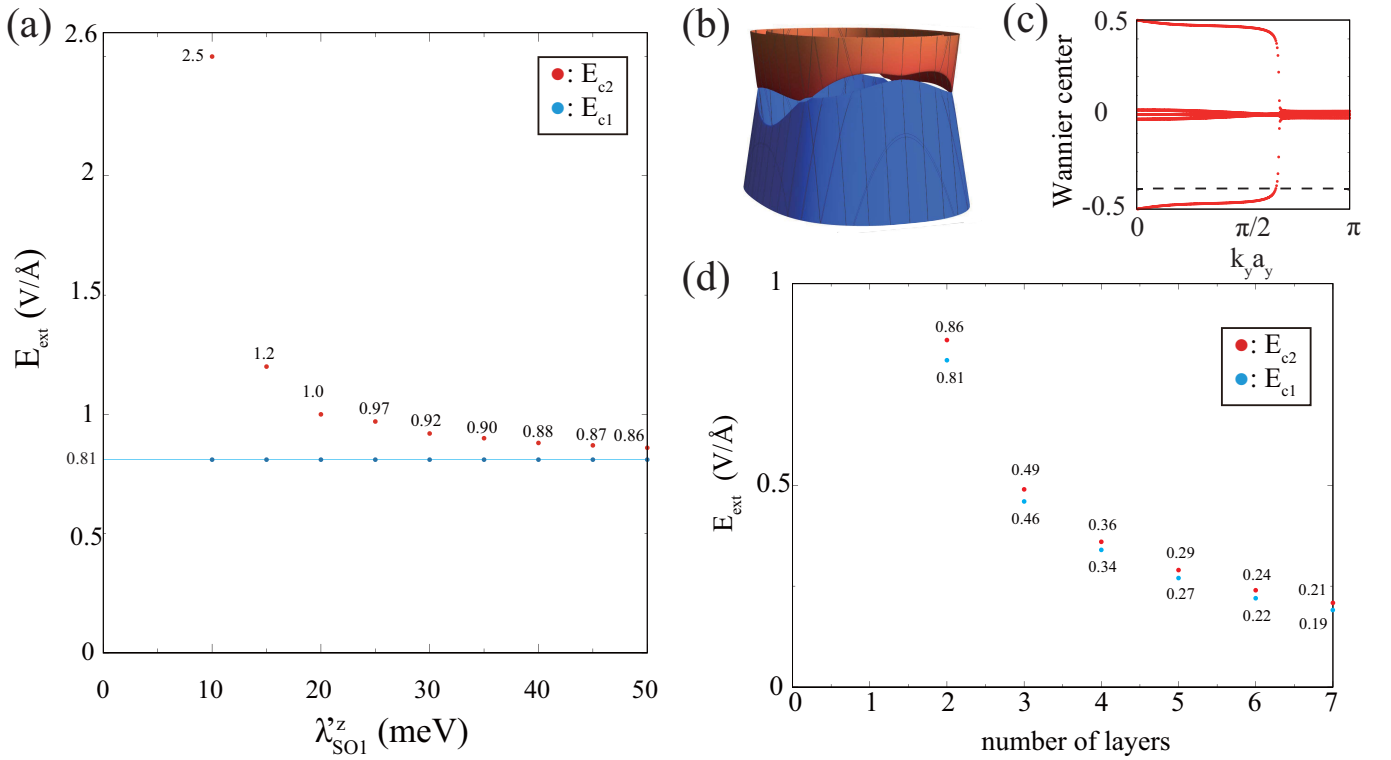 (a)
2.6
2
1.5
1
0.81
0.5
0
E_ext (V/Å)
2.5
1.2
1.0
0.97
0.92
0.90
0.88
0.87
0.86
: E_c2
: E_c1
0 10 20 30 40 50
λ'^z_SO1 (meV)
(b)
(c)
0.5
0
-0.5
Wannier center
0 π/2 π
k_y a_y
(d)
1
0.5
0
E_ext (V/Å)
0.86
0.81
0.49
0.46
0.36
0.34
0.29
0.27
0.24
0.22
0.21
0.19
: E_c2
: E_c1
0 1 2 3 4 5 6 7
number of layers